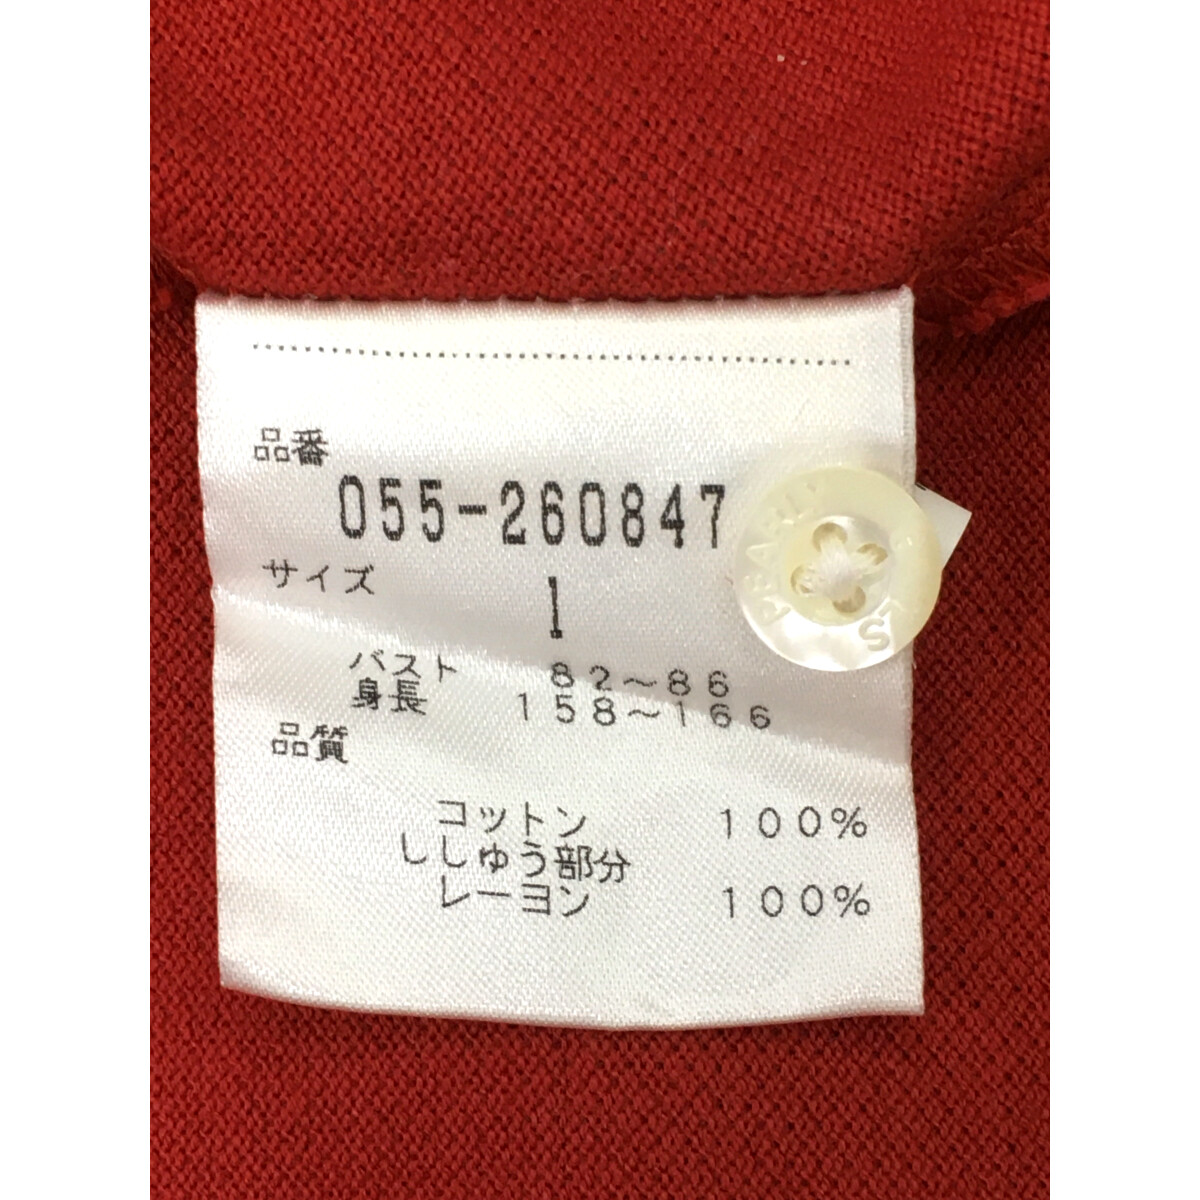 品番
055-260847
サイズ
1
バスト 82～86
身長 158～166
品質
コットン 100%
ししゅう部分
レーヨン 100%